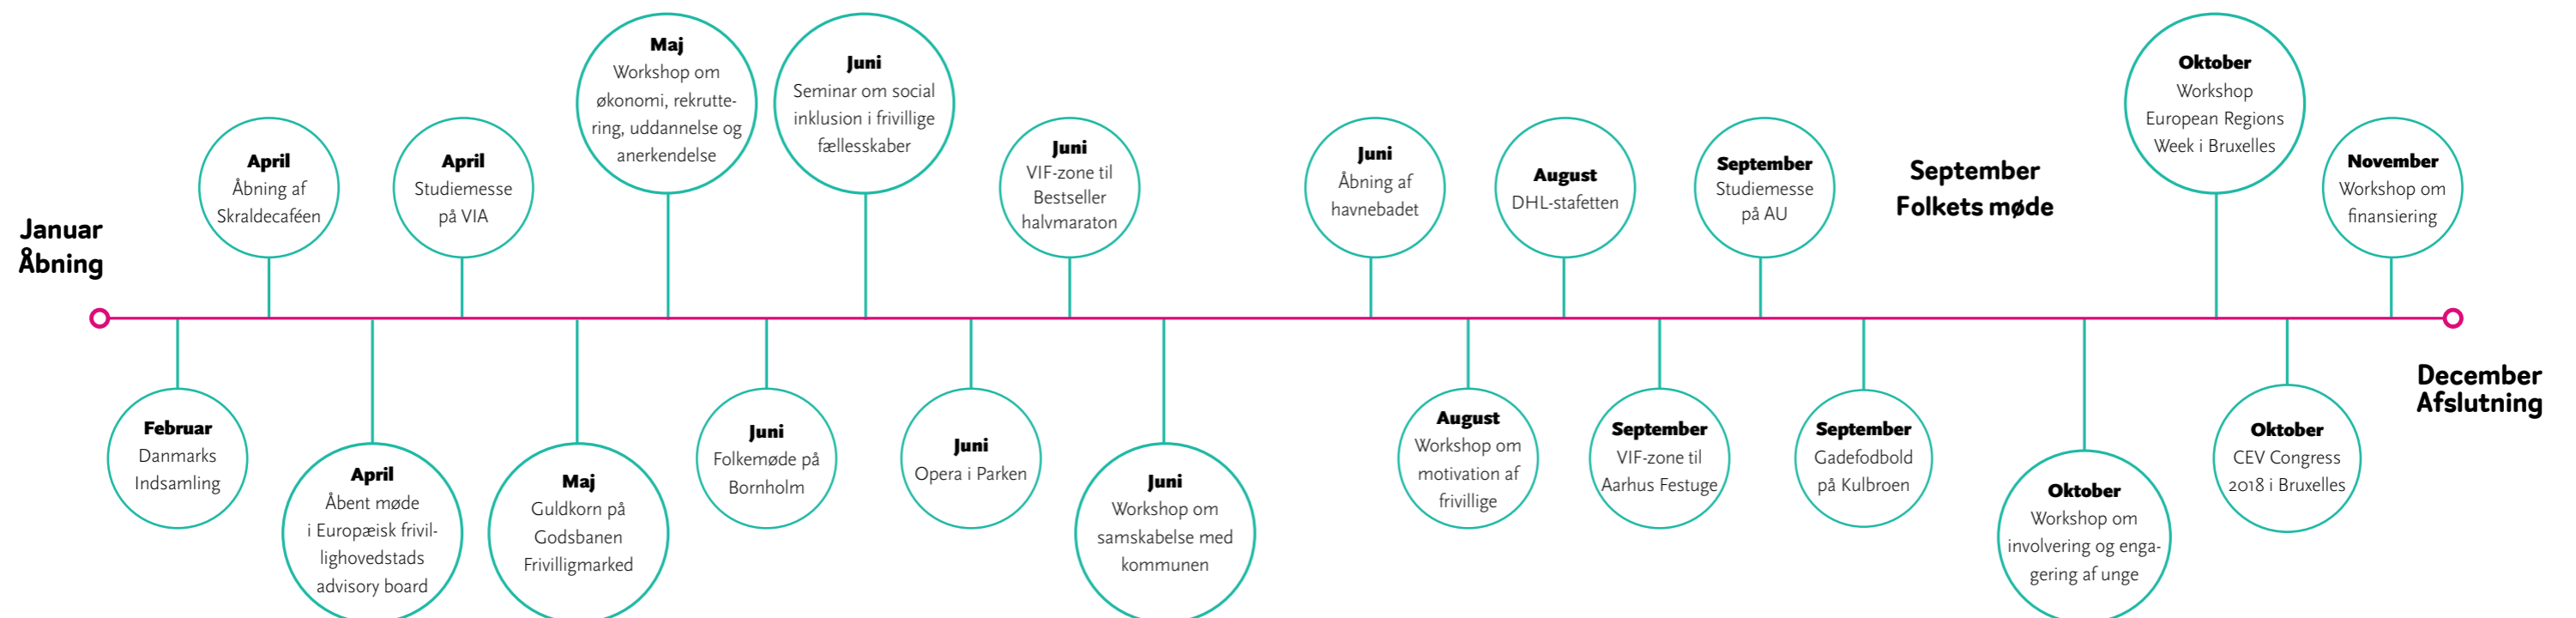 Januar
Åbning
Februar
Danmarks
Indsamling
April
Åbning af
Skraldecaféen
April
Åbent møde
i Europæisk frivil-
lighovedstads
advisory board
April
Studiemesse
på VIA
Maj
Guldkorn på
Godsbanen
Frivilligmarked
Maj
Workshop om
økonomi, rekrutte-
ring, uddannelse og
anerkendelse
Juni
Folkemøde på
Bornholm
Juni
Seminar om social
inklusion i frivillige
fællesskaber
Juni
Opera i Parken
Juni
VIF-zone til
Bestseller
halvmaraton
Juni
Workshop om
samskabelse med
kommunen
Juni
Åbning af
havnebadet
August
Workshop om
motivation af
frivillige
August
DHL-stafetten
September
VIF-zone til
Aarhus Festuge
September
Studiemesse
på AU
September
Gadefodbold
på Kulbroen
September
Folkets møde
Oktober
Workshop om
involvering og enga-
gering af unge
Oktober
Workshop
European Regions
Week i Bruxelles
Oktober
CEV Congress
2018 i Bruxelles
November
Workshop om
finansiering
December
Afslutning